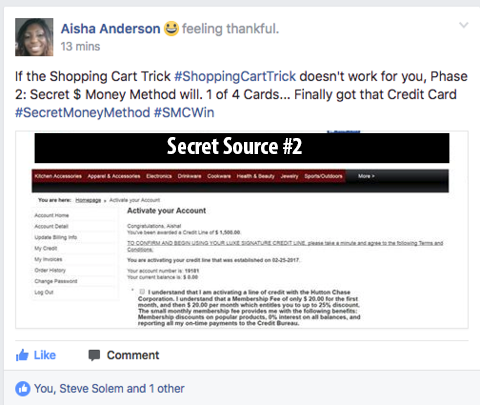 Aisha Anderson feeling thankful.
13 mins
If the Shopping Cart Trick #ShoppingCartTrick doesn't work for you, Phase
2: Secret $ Money Method will. 1 of 4 Cards... Finally got that Credit Card
#SecretMoneyMethod #SMCWin
Secret Source #2
Kitchen Accessories Apparel & Accessories Electronics Drinkware Cookware Health & Beauty Jewelry Sports/Outdoors More >
You are here: Homepage ▸ Activate your Account
Account Home
Account Detail
Update Billing Info
My Credit
My Invoices
Order History
Change Password
Log Out
Activate your Account
Congratulations, Aisha!
You've been awarded a Credit Line of $ 1,500.00.
TO CONFIRM AND BEGIN USING YOUR LUXE SIGNATURE CREDIT LINE, please take a minute and agree to the following Terms and
Conditions.
You are activating your credit line that was established on 02-25-2017.
Your account number is: 19181
Your current balance is: $ 0.00
* I understand that I am activating a line of credit with the Hutton Chase
Corporation. I understand that a Membership Fee of only $ 20.00 for the first
month, and then $ 20.00 per month which entitles you to up to 25% discount.
The small monthly membership fee provides me with the following benefits:
Membership discounts on popular products, 0% interest on all balances, and
reporting all my on-time payments to the Credit Bureau.
Like Comment
You, Steve Solem and 1 other